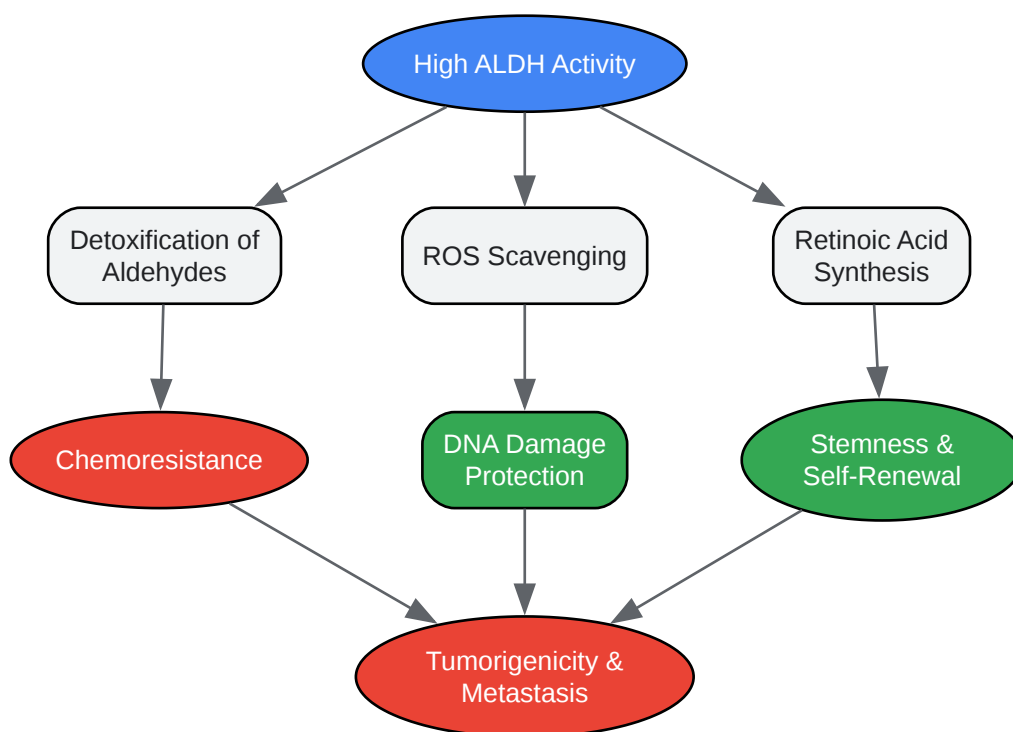 High ALDH Activity
Detoxification of
Aldehydes
ROS Scavenging
Retinoic Acid
Synthesis
Chemoresistance
DNA Damage
Protection
Stemness &
Self-Renewal
Tumorigenicity &
Metastasis